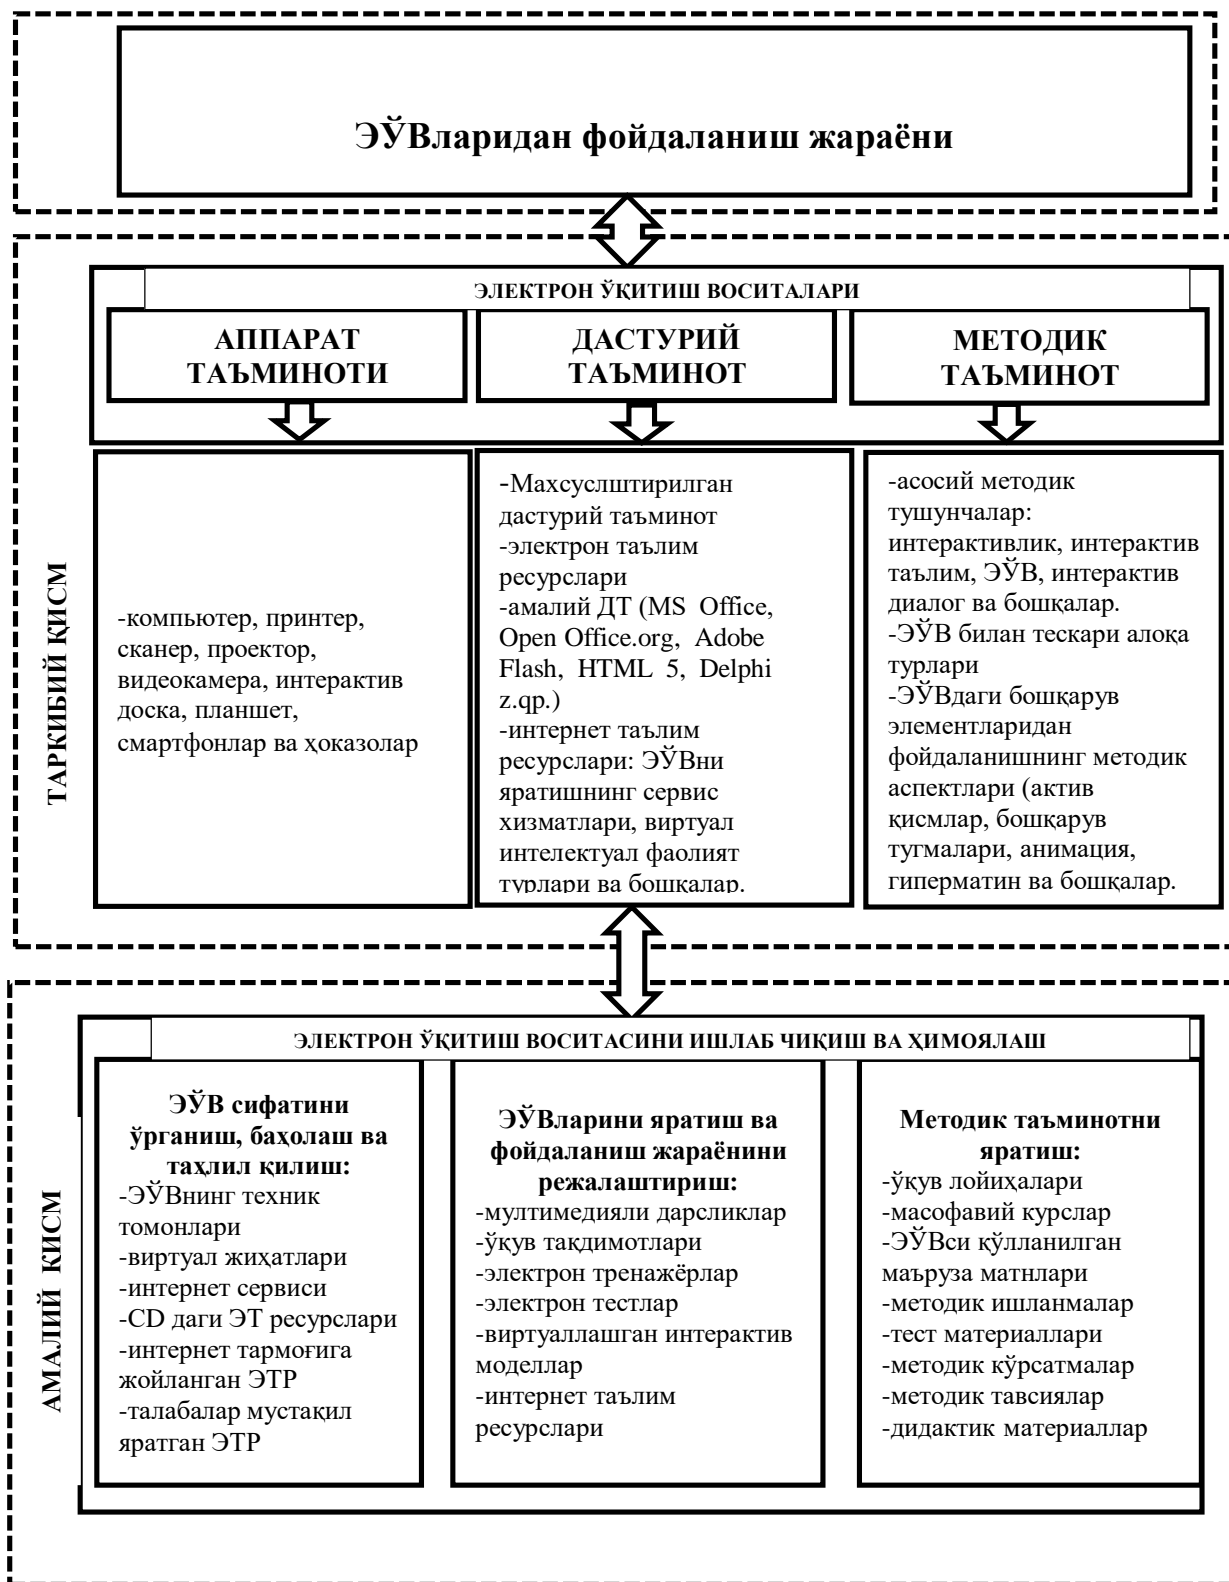 ЭЎВларидан фойдаланиш жараёни
ЭЛЕКТРОН ЎҚИТИШ ВОСИТАЛАРИ
АППАРАТ
ТАЪМИНОТИ
ДАСТУРИЙ
ТАЪМИНОТ
МЕТОДИК
ТАЪМИНОТ
ТАРКИБИЙ ҚИСМ
-компьютер, принтер,
сканер, проектор,
видеокамера, интерактив
доска, планшет,
смартфонлар ва ҳоказолар
-Махсуслштирилган
дастурий таъминот
-электрон таълим
ресурслари
-амалий ДТ (MS Office,
Open Office.org, Adobe
Flash, HTML 5, Delphi
z.qp.)
-интернет таълим
ресурслари: ЭЎВни
яратишнинг сервис
хизматлари, виртуал
интелектуал фаолият
турлари ва бошқалар.
-асосий методик
тушунчалар:
интерактивлик, интерактив
таълим, ЭЎВ, интерактив
диалог ва бошқалар.
-ЭЎВ билан тескари алоқа
турлари
-ЭЎВдаги бошқарув
элементларидан
фойдаланишнинг методик
аспектлари (актив
қисмлар, бошқарув
тугмалари, анимация,
гиперматин ва бошқалар.
АМАЛИЙ КИСМ
ЭЛЕКТРОН ЎҚИТИШ ВОСИТАСИНИ ИШЛАБ ЧИҚИШ ВА ҲИМОЯЛАШ
ЭЎВ сифатини
ўрганиш, баҳолаш ва
таҳлил қилиш:
-ЭЎВнинг техник
томонлари
-виртуал жиҳатлари
-интернет сервиси
-CD даги ЭТ ресурслари
-интернет тармоғига
жойланган ЭТР
-талабалар мустақил
яратган ЭТР
ЭЎВларини яратиш ва
фойдаланиш жараёнини
режалаштириш:
-мултимедияли дарсликлар
-ўқув тақдимотлари
-электрон тренажёрлар
-электрон тестлар
-виртуаллашган интерактив
моделлар
-интернет таълим
ресурслари
Методик таъминотни
яратиш:
-ўқув лойиҳалари
-масофавий курслар
-ЭЎВси қўлланилган
маъруза матнлари
-методик ишланмалар
-тест материаллари
-методик кўрсатмалар
-методик тавсиялар
-дидактик материаллар